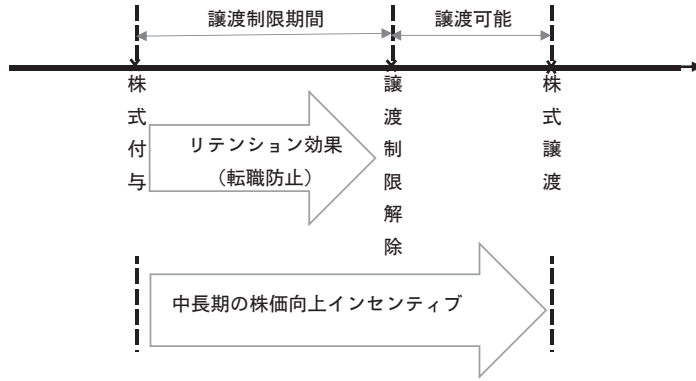 譲渡制限期間
譲渡可能
株式付与
譲渡制限解除
株式譲渡
リテンション効果
（転職防止）
中長期の株価向上インセンティブ